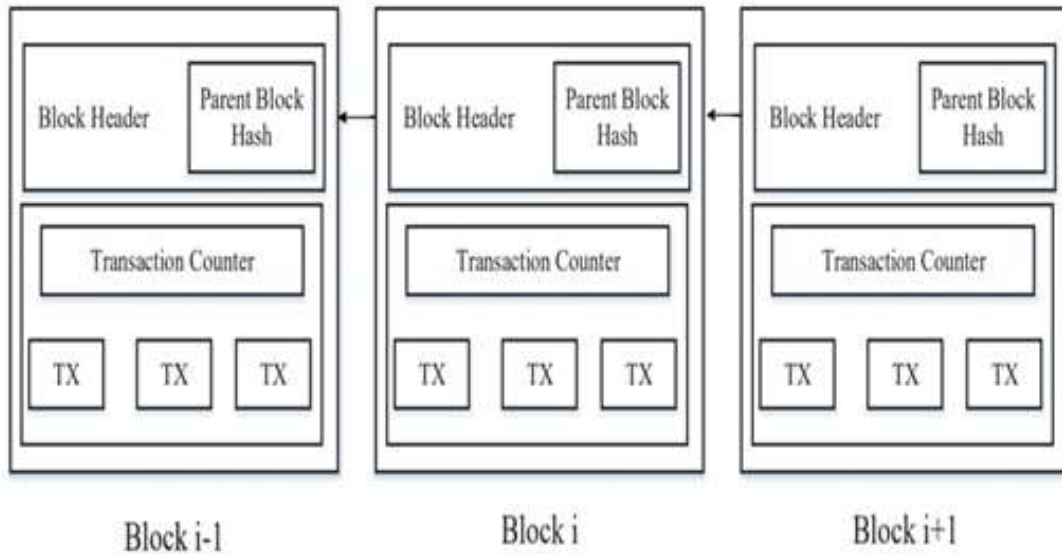 Block Header
Parent Block
Hash
Transaction Counter
TX TX TX
Block i-1
Block Header
Parent Block
Hash
Transaction Counter
TX TX TX
Block i
Block Header
Parent Block
Hash
Transaction Counter
TX TX TX
Block i+1